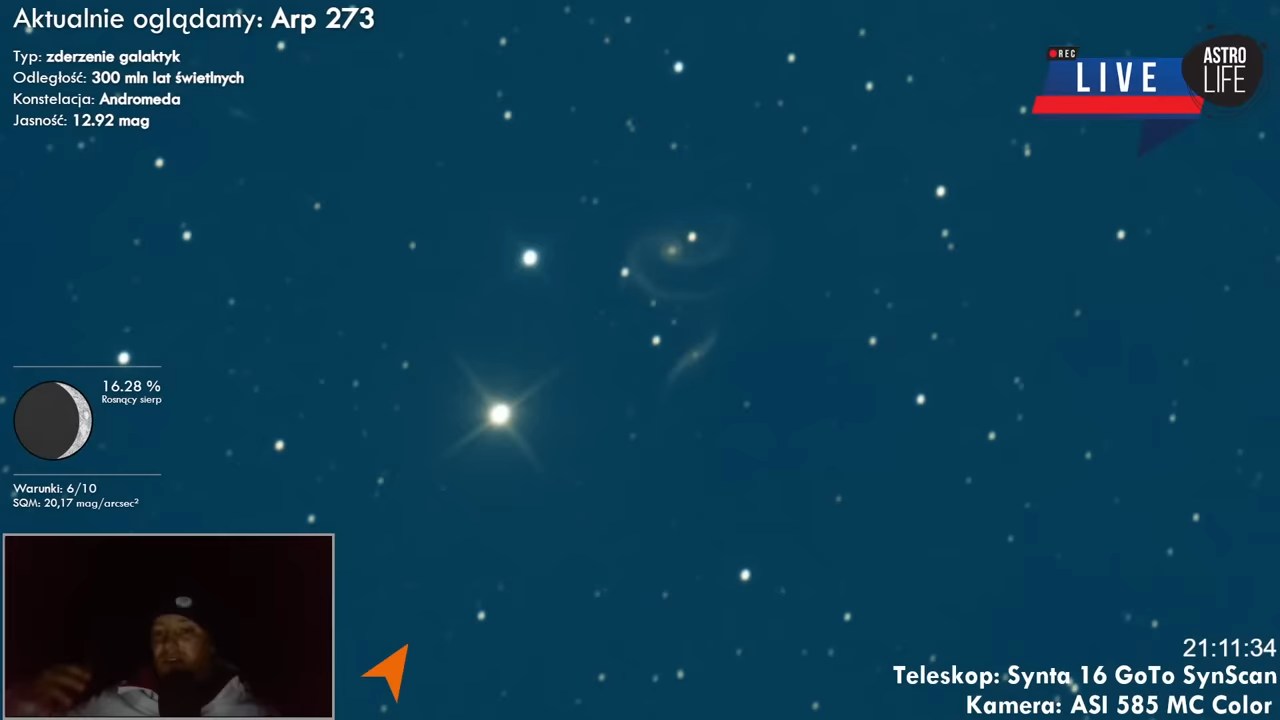 Aktualnie oglądamy: Arp 273
Typ: zderzenie galaktyk
Odległość: 300 mln lat świetlnych
Konstelacja: Andromeda
Jasność: 12.92 mag
REC
LIVE
ASTRO
LIFE
16.28 %
Rosnący sierp
Warunki: 6/10
SQM: 20,17 mag/arcsec²
21:11:34
Teleskop: Synta 16 GoTo SynScan
Kamera: ASI 585 MC Color